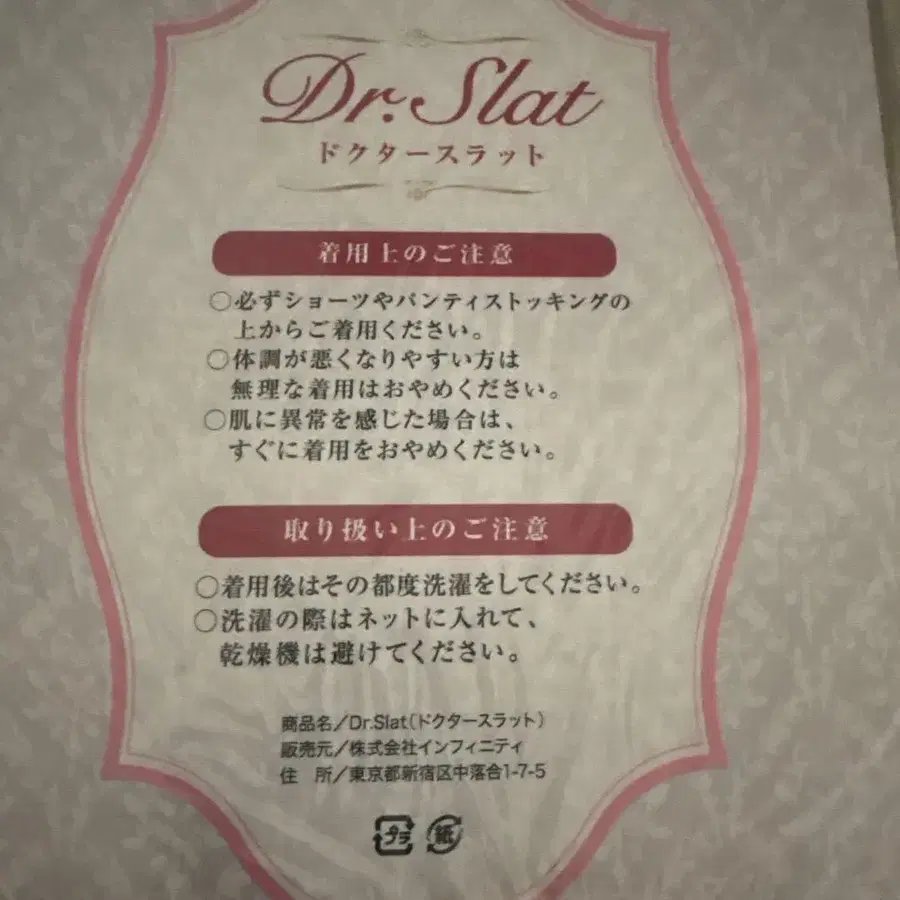 Dr. Slat
ドクタースラット
着用上のご注意
○必ずショーツやパンティストッキングの
上からご着用ください。
○体調が悪くなりやすい方は
無理な着用はおやめください。
○肌に異常を感じた場合は、
すぐに着用をおやめください。
取り扱い上のご注意
○着用後はその都度洗濯をしてください。
○洗濯の際はネットに入れて、
乾燥機は避けてください。
商品名/Dr.Slat(ドクタースラット)
販売元/株式会社インフィニティ
住 所/東京都新宿区中落合1-7-5
プラ 紙